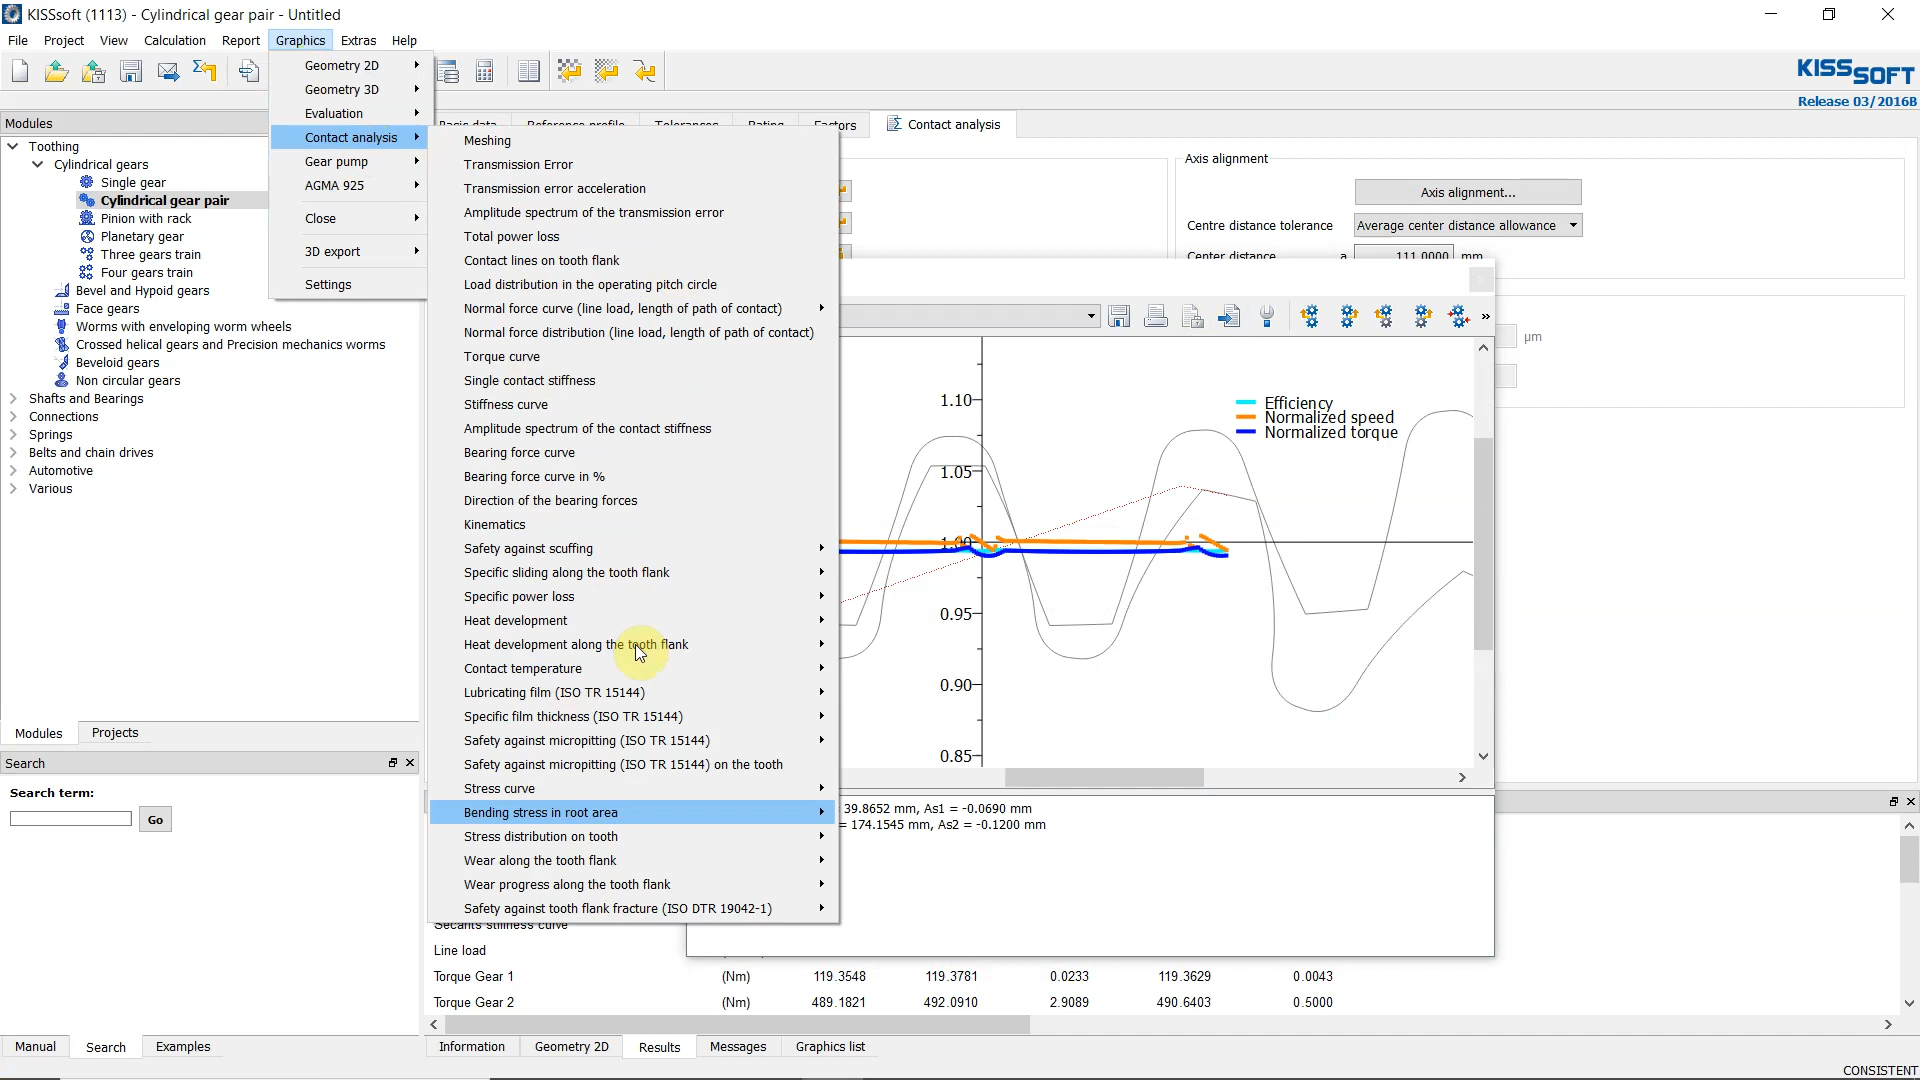 KISSsoft (1113) - Cylindrical gear pair - Untitled
File Project View Calculation Report Graphics Extras Help
KISSSOFT
Release 03/2016B
Modules
Toothing
Cylindrical gears
Single gear
Cylindrical gear pair
Pinion with rack
Planetary gear
Three gears train
Four gears train
Bevel and Hypoid gears
Face gears
Worms with enveloping worm wheels
Crossed helical gears and Precision mechanics worms
Beveloid gears
Non circular gears
Shafts and Bearings
Connections
Springs
Belts and chain drives
Automotive
Various
Modules Projects
Search
Search term:
Go
Manual Search Examples
Geometry 2D
Geometry 3D
Evaluation
Contact analysis
Gear pump
AGMA 925
Close
3D export
Settings
Basic data Reference profile Tolerances Rating Factors Contact analysis
Meshing
Transmission Error
Transmission error acceleration
Amplitude spectrum of the transmission error
Total power loss
Contact lines on tooth flank
Load distribution in the operating pitch circle
Normal force curve (line load, length of path of contact)
Normal force distribution (line load, length of path of contact)
Torque curve
Single contact stiffness
Stiffness curve
Amplitude spectrum of the contact stiffness
Bearing force curve
Bearing force curve in %
Direction of the bearing forces
Kinematics
Safety against scuffing
Specific sliding along the tooth flank
Specific power loss
Heat development
Heat development along the tooth flank
Contact temperature
Lubricating film (ISO TR 15144)
Specific film thickness (ISO TR 15144)
Safety against micropitting (ISO TR 15144)
Safety against micropitting (ISO TR 15144) on the tooth
Stress curve
Bending stress in root area
Stress distribution on tooth
Wear along the tooth flank
Wear progress along the tooth flank
Safety against tooth flank fracture (ISO DTR 19042-1)
Axis alignment
Axis alignment...
Centre distance tolerance Average center distance allowance
Center distance a 111.0000 mm
µm
1.10
1.05
1.00
0.95
0.90
0.85
Efficiency
Normalized speed
Normalized torque
39.8652 mm, As1 = -0.0690 mm
= 174.1545 mm, As2 = -0.1200 mm
Secants stiffness curve
Line load
Torque Gear 1 (Nm) 119.3548 119.3781 0.0233 119.3629 0.0043
Torque Gear 2 (Nm) 489.1821 492.0910 2.9089 490.6403 0.5000
Information Geometry 2D Results Messages Graphics list
CONSISTENT